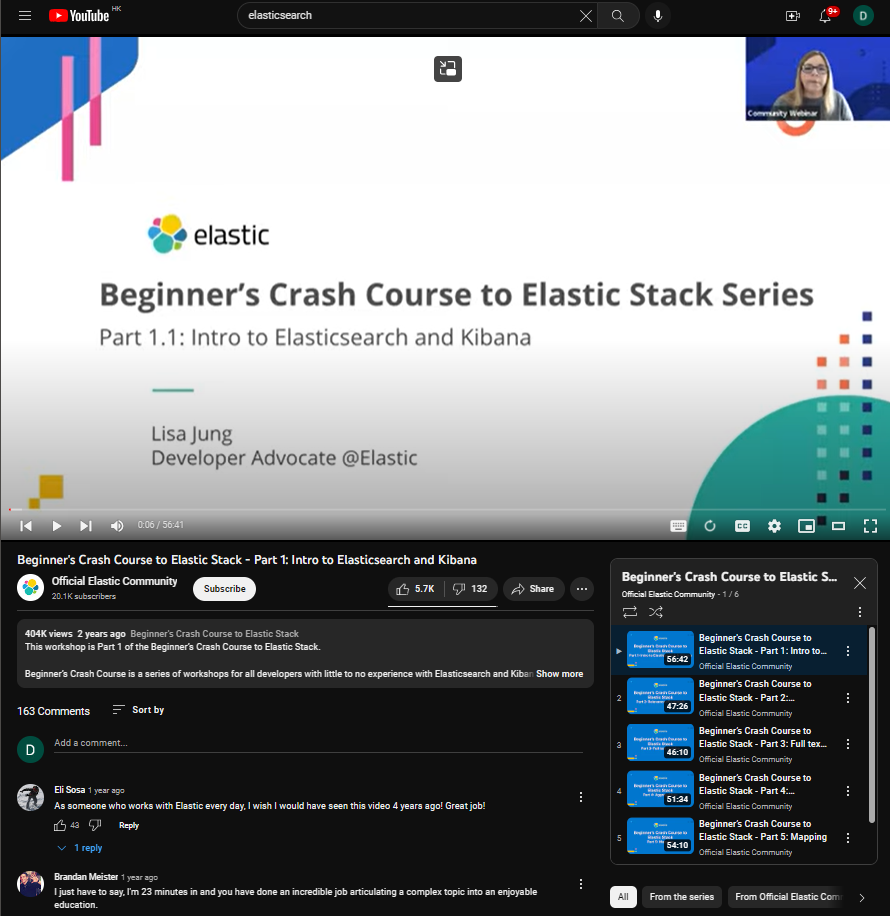 YouTube HK
elasticsearch
9+
D
Community Webinar
elastic
Beginner's Crash Course to Elastic Stack Series
Part 1.1: Intro to Elasticsearch and Kibana
Lisa Jung
Developer Advocate @Elastic
0:06 / 56:41
CC
Beginner's Crash Course to Elastic Stack - Part 1: Intro to Elasticsearch and Kibana
Official Elastic Community
20.1K subscribers
Subscribe
5.7K
132
Share
404K views 2 years ago Beginner's Crash Course to Elastic Stack
This workshop is Part 1 of the Beginner's Crash Course to Elastic Stack.
Beginner's Crash Course is a series of workshops for all developers with little to no experience with Elasticsearch and Kiban Show more
163 Comments
Sort by
D
Add a comment...
Eli Sosa 1 year ago
As someone who works with Elastic every day, I wish I would have seen this video 4 years ago! Great job!
43
Reply
1 reply
Brandan Meister 1 year ago
I just have to say, I'm 23 minutes in and you have done an incredible job articulating a complex topic into an enjoyable
education.
Beginner's Crash Course to Elastic S...
Official Elastic Community - 1 / 6
56:42
Beginner's Crash Course to
Elastic Stack - Part 1: Intro to...
Official Elastic Community
2
47:26
Beginner's Crash Course to
Elastic Stack - Part 2:...
Official Elastic Community
3
46:10
Beginner's Crash Course to
Elastic Stack - Part 3: Full tex...
Official Elastic Community
4
51:34
Beginner's Crash Course to
Elastic Stack - Part 4:...
Official Elastic Community
5
54:10
Beginner's Crash Course to
Elastic Stack - Part 5: Mapping
Official Elastic Community
All
From the series
From Official Elastic Com